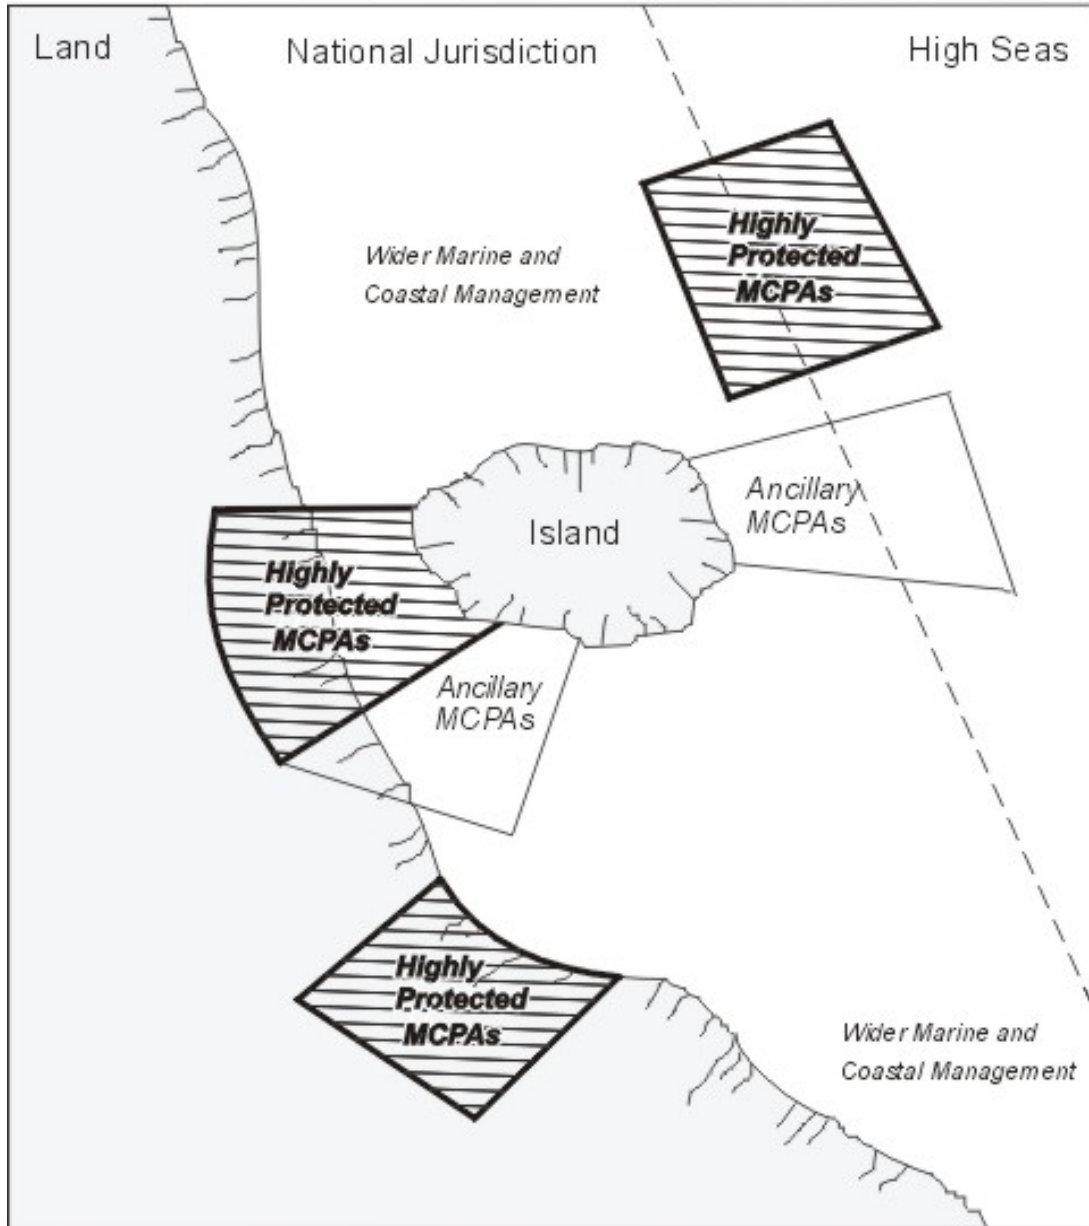 Land
National Jurisdiction
High Seas
Highly
Protected
MCPAs
Wider Marine and
Coastal Management
Ancillary
MCPAs
Island
Highly
Protected
MCPAs
Ancillary
MCPAs
Highly
Protected
MCPAs
Wider Marine and
Coastal Management